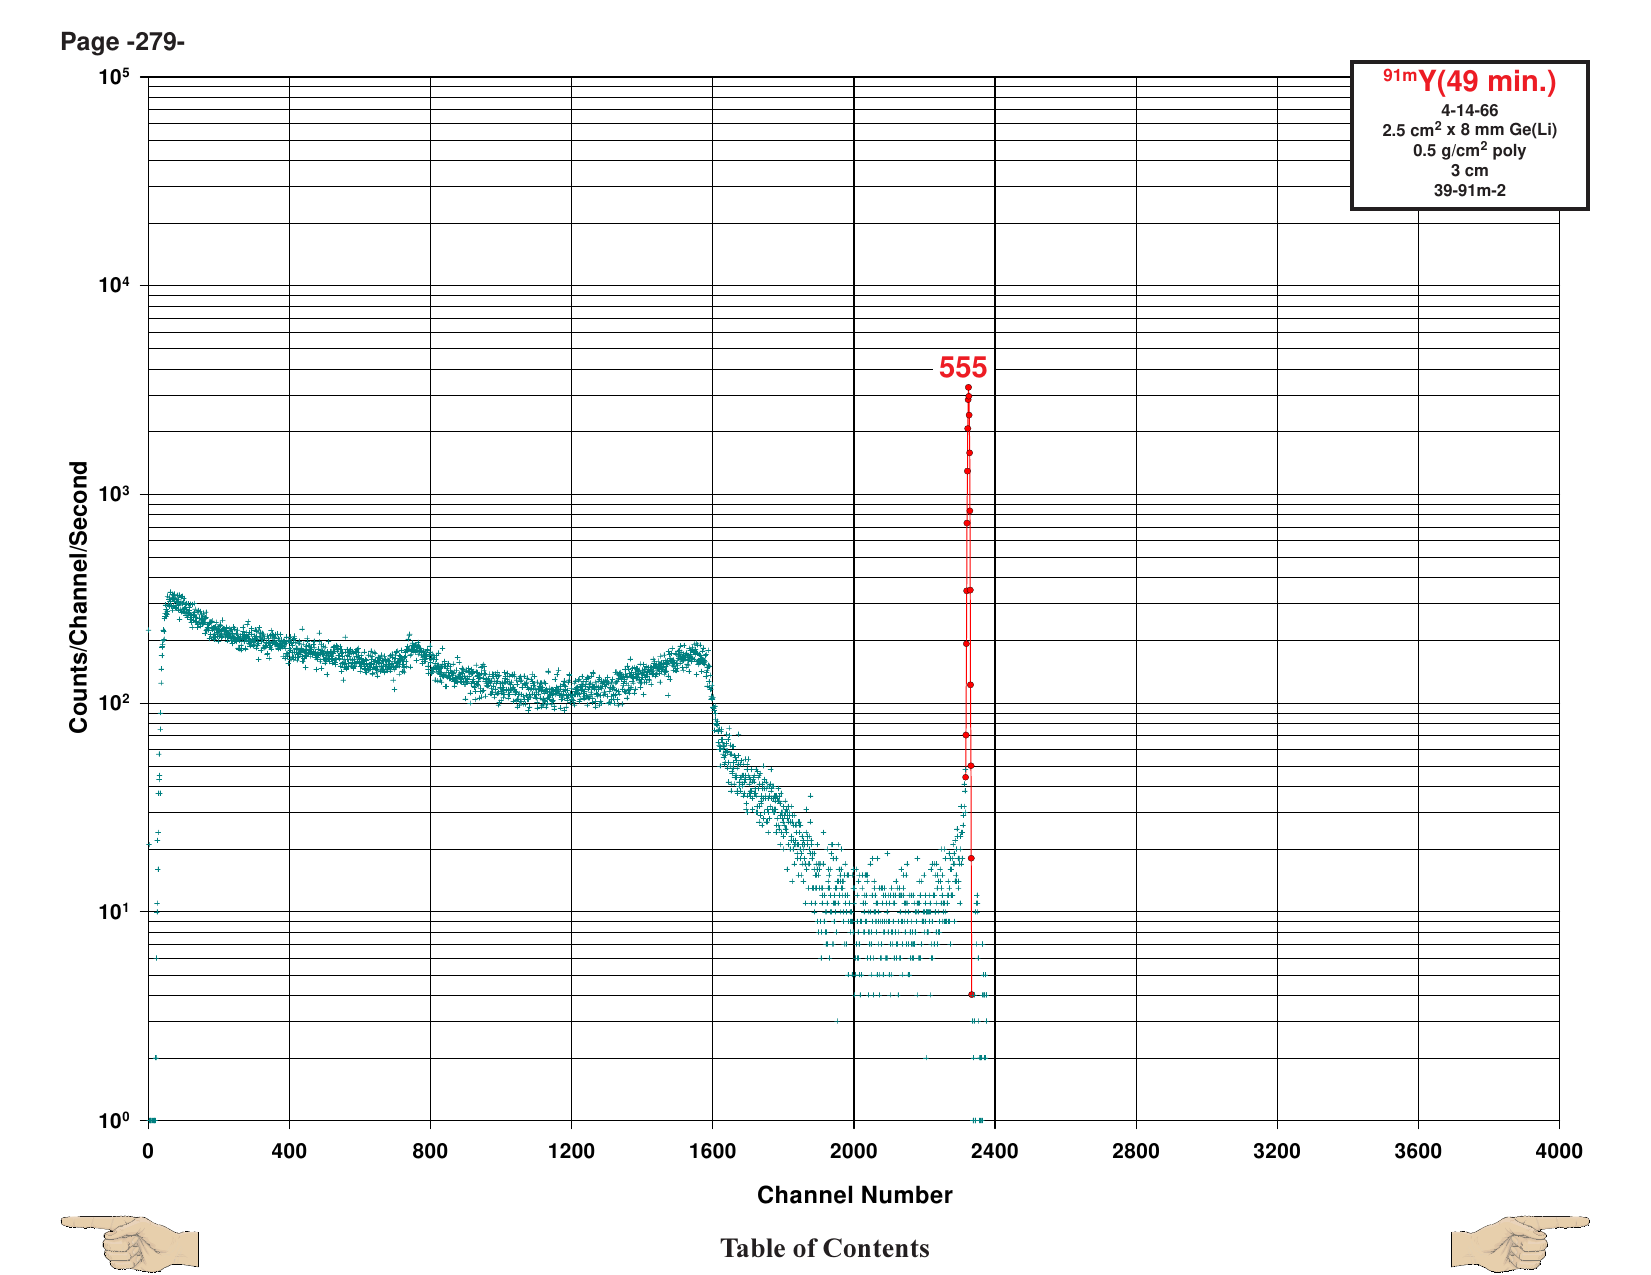 Page -279-
91mY(49 min.)
4-14-66
2.5 cm2 x 8 mm Ge(Li)
0.5 g/cm2 poly
3 cm
39-91m-2
555
10⁵
10⁴
10³
10²
10¹
10⁰
Counts/Channel/Second
0 400 800 1200 1600 2000 2400 2800 3200 3600 4000
Channel Number
Table of Contents